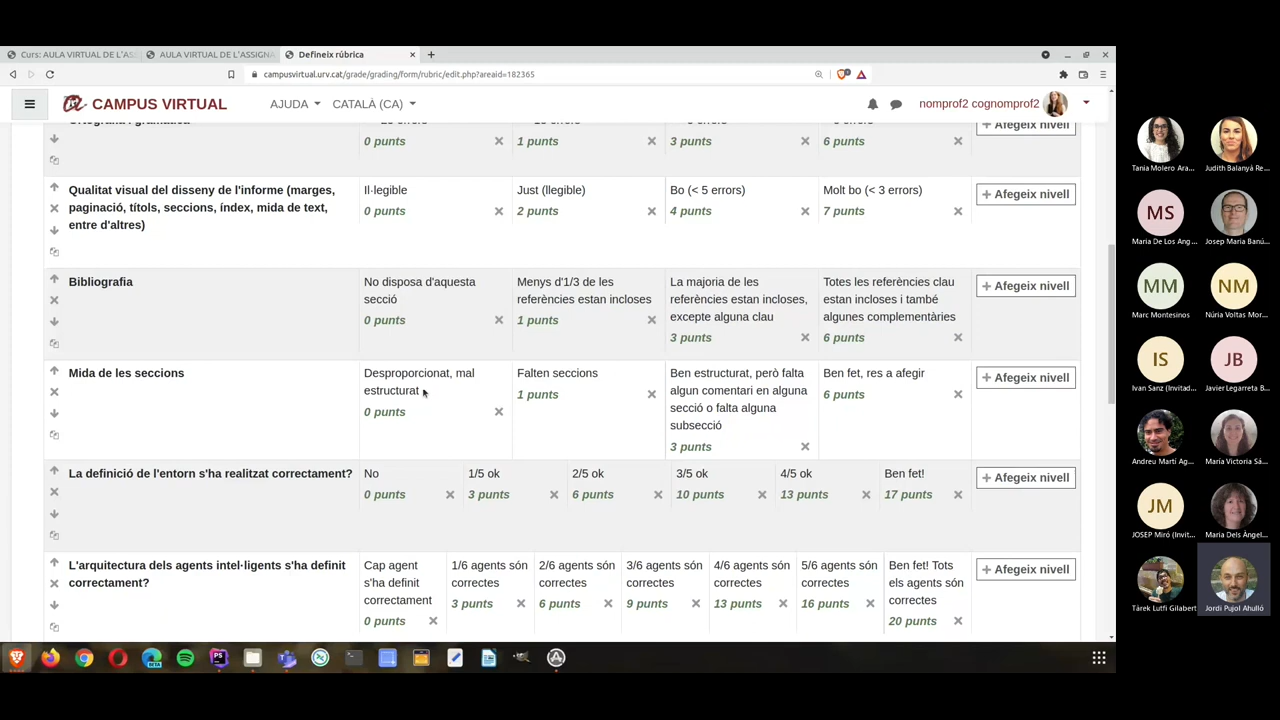 Curs: AULA VIRTUAL DE L'AS
AULA VIRTUAL DE L'ASSIGNA
Defineix rúbrica
campusvirtual.urv.cat/grade/grading/form/rubric/edit.php?areaid=182365
CAMPUS VIRTUAL
AJUDA
CATALÀ (CA)
nomprof2 cognomprof2
Afegeix nivell
0 punts
1 punts
3 punts
6 punts
Qualitat visual del disseny de l'informe (marges,
paginació, títols, seccions, índex, mida de text,
entre d'altres)
Il·legible
0 punts
Just (llegible)
2 punts
Bo (< 5 errors)
4 punts
Molt bo (< 3 errors)
7 punts
Afegeix nivell
Bibliografia
No disposa d'aquesta
secció
0 punts
Menys d'1/3 de les
referències estan incloses
1 punts
La majoria de les
referències estan incloses,
excepte alguna clau
3 punts
Totes les referències clau
estan incloses i també
algunes complementàries
6 punts
Afegeix nivell
Mida de les seccions
Desproporcionat, mal
estructurat
0 punts
Falten seccions
1 punts
Ben estructurat, però falta
algun comentari en alguna
secció o falta alguna
subsecció
3 punts
Ben fet, res a afegir
6 punts
Afegeix nivell
La definició de l'entorn s'ha realitzat correctament?
No
0 punts
1/5 ok
3 punts
2/5 ok
6 punts
3/5 ok
10 punts
4/5 ok
13 punts
Ben fet!
17 punts
Afegeix nivell
L'arquitectura dels agents intel·ligents s'ha definit
correctament?
Cap agent
s'ha definit
correctament
0 punts
1/6 agents són
correctes
3 punts
2/6 agents són
correctes
6 punts
3/6 agents són
correctes
9 punts
4/6 agents són
correctes
13 punts
5/6 agents són
correctes
16 punts
Ben fet! Tots
els agents són
correctes
20 punts
Afegeix nivell
Tania Molero Ara...
Judith Balanyà Re...
MS
Maria De Los Ang...
Josep Maria Banú...
MM
Marc Montesinos
NM
Núria Voltas Mor...
IS
Ivan Sanz (Invitad...
JB
Javier Legarreta B...
Andreu Martí Ag...
María Victoria Sá...
JM
JOSEP Miró (Invit...
Maria Dels Àngel...
Tàrek Lutfi Gilabert
Jordi Pujol Ahulló